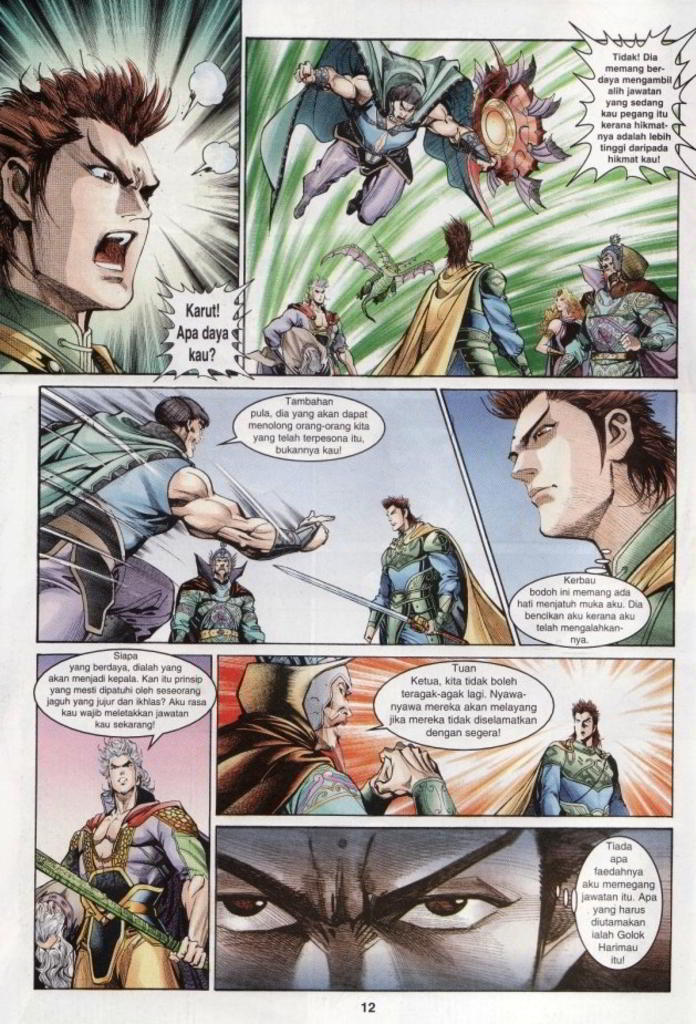 Karut!
Apa daya
kau?
Tidak! Dia
memang ber-
daya mengambil
alih jawatan
yang sedang
kau pegang itu
kerana hikmat-
nya adalah lebih
tinggi daripada
hikmat kau!
Tambahan
pula, dia yang akan dapat
menolong orang-orang kita
yang telah terpesona itu,
bukannya kau!
Kerbau
bodoh ini memang ada
hati menjatuh muka aku. Dia
bencikan aku kerana aku
telah mengalahkan-
nya.
Siapa
yang berdaya, dialah yang
akan menjadi kepala. Kan itu prinsip
yang mesti dipatuhi oleh seseorang
jaguh yang jujur dan ikhlas? Aku rasa
kau wajib meletakkan jawatan
kau sekarang!
Tuan
Ketua, kita tidak boleh
teragak-agak lagi. Nyawa-
nyawa mereka akan melayang
jika mereka tidak diselamatkan
dengan segera!
Tiada
apa
faedahnya
aku memegang
jawatan itu. Apa
yang harus
diutamakan
ialah Golok
Harimau
itu!
12